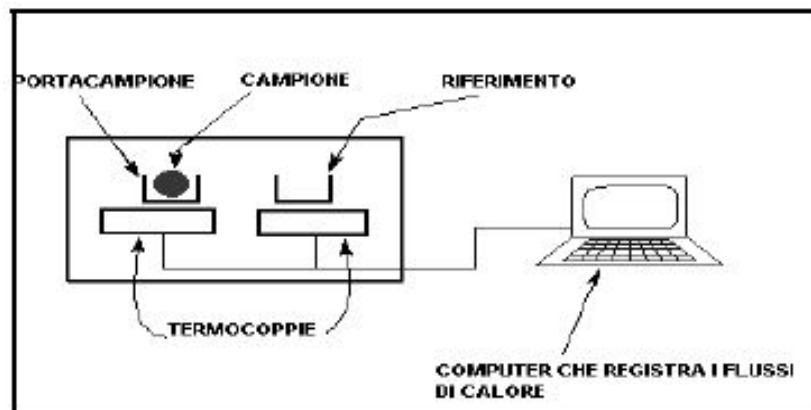 PORTACAMPIONE
CAMPIONE
RIFERIMENTO
TERMOCOPPIE
COMPUTER CHE REGISTRA I FLUSSI
DI CALORE